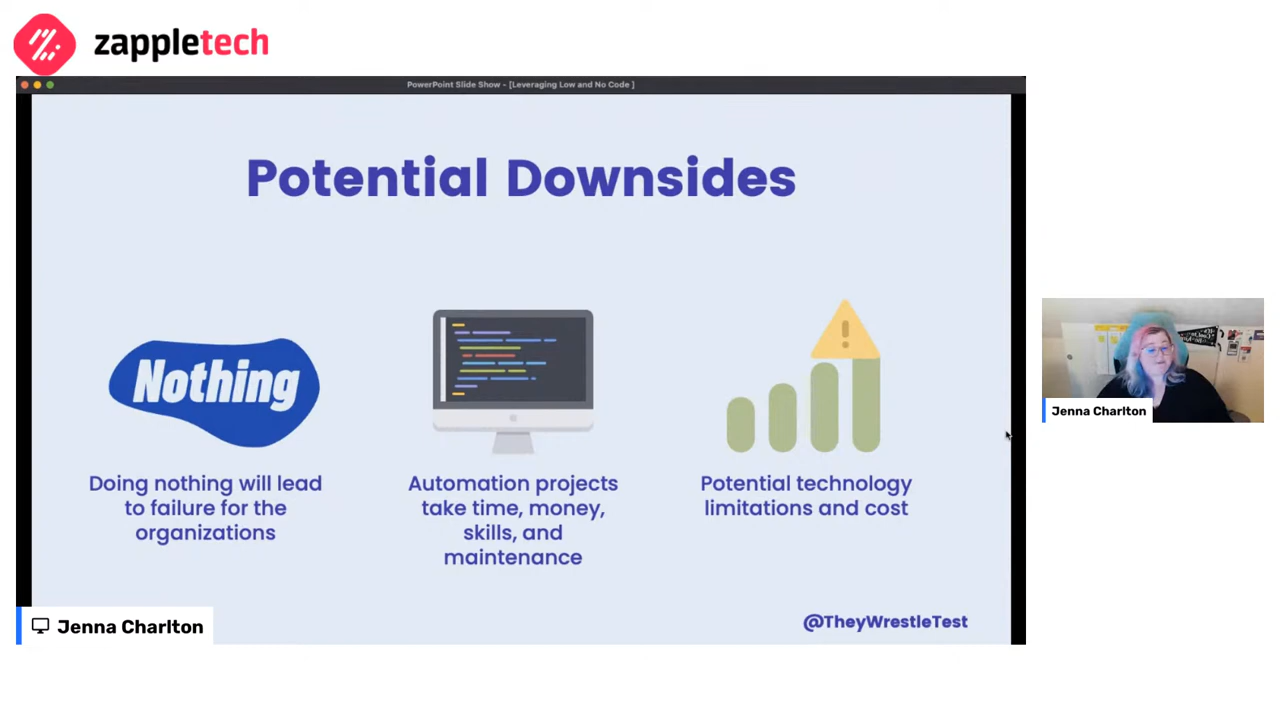 zappletech
PowerPoint Slide Show - [Leveraging Low and No Code ]
Potential Downsides
Nothing
Doing nothing will lead
to failure for the
organizations
Automation projects
take time, money,
skills, and
maintenance
Potential technology
limitations and cost
@TheyWrestleTest
Jenna Charlton
Jenna Charlton